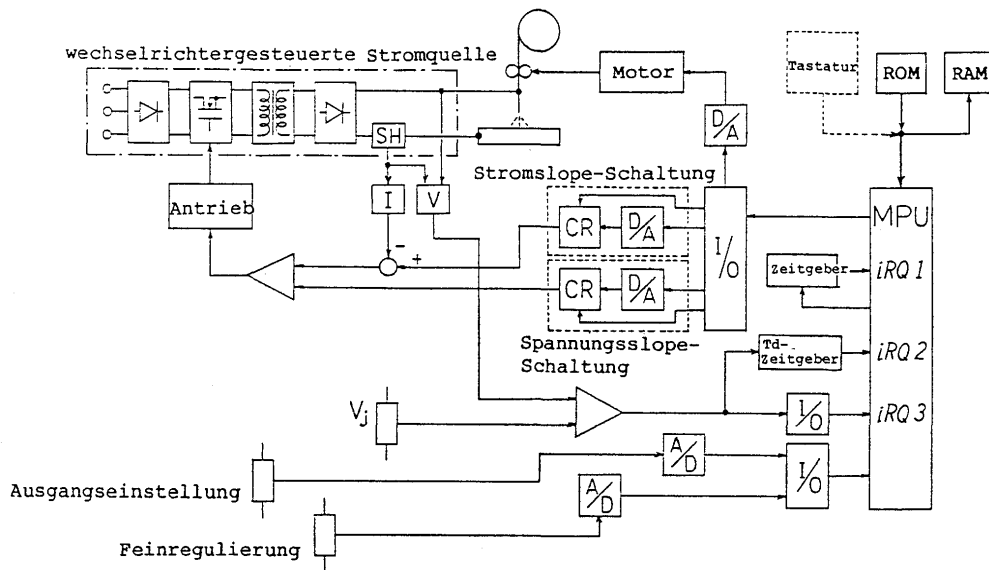 wechselrichtergesteuerte Stromquelle
Motor
Tastatur
ROM
RAM
D/A
SH
Antrieb
I
V
Stromslope-Schaltung
CR
D/A
I/O
MPU
−
+
Zeitgeber
iRQ 1
CR
D/A
Spannungsslope-
Schaltung
Td-
Zeitgeber
iRQ 2
Vj
I/O
iRQ 3
A/D
I/O
Ausgangseinstellung
A/D
Feinregulierung